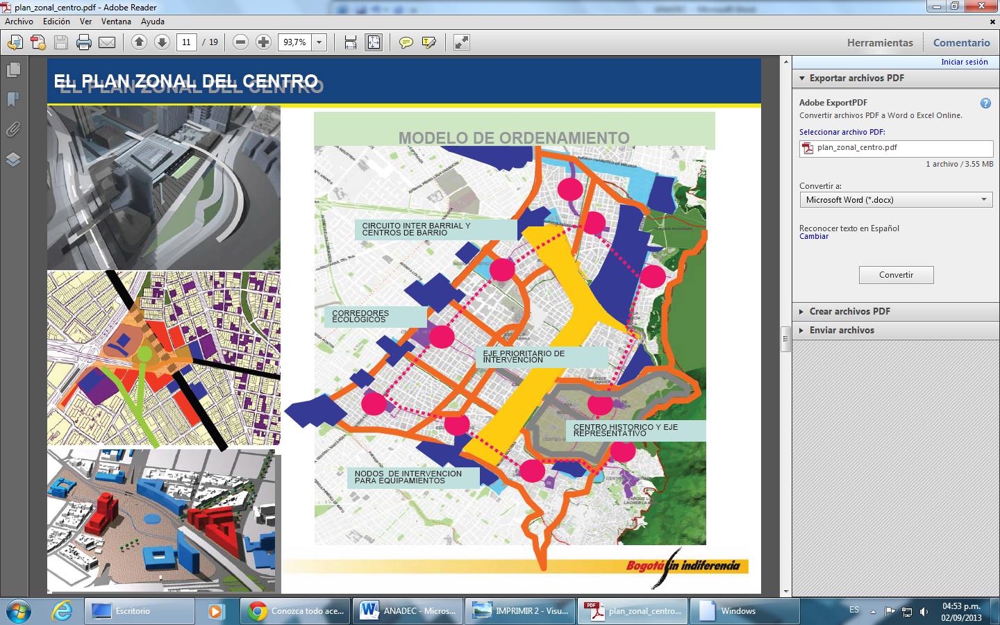 plan_zonal_centro.pdf - Adobe Reader
ANADEC - Microsoft Word
Archivo Edición Ver Ventana Ayuda
11 / 19 93,7% Herramientas Comentario
Iniciar sesión
Exportar archivos PDF
Adobe ExportPDF
Convertir archivos PDF a Word o Excel Online.
Seleccionar archivo PDF:
plan_zonal_centro.pdf
1 archivo / 3.55 MB
Convertir a:
Microsoft Word (*.docx)
Reconocer texto en Español
Cambiar
Convertir
Crear archivos PDF
Enviar archivos
EL PLAN ZONAL DEL CENTRO
MODELO DE ORDENAMIENTO
CIRCUITO INTER BARRIAL Y
CENTROS DE BARRIO
CORREDORES
ECOLOGICOS
EJE PRIORITARIO DE
INTERVENCION
CENTRO HISTORICO Y EJE
REPRESENTATIVO
NODOS DE INTERVENCION
PARA EQUIPAMIENTOS
Bogotá sin indiferencia
Escritorio
Conozca todo ace...
ANADEC - Micros...
IMPRIMIR 2 - Visu...
plan_zonal_centro...
Windows
ES
04:53 p.m.
02/09/2013